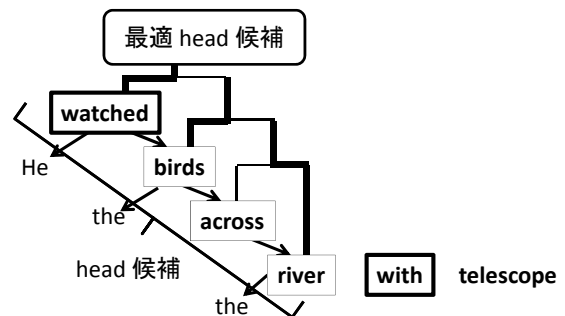 最適 head 候補
watched
He
birds
the
across
head 候補
river
with
telescope
the